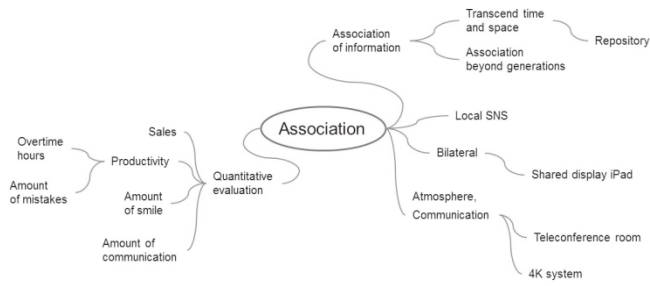 Association
Association
of information
Transcend time
and space
Repository
Association
beyond generations
Local SNS
Bilateral
Shared display iPad
Atmosphere,
Communication
Teleconference room
4K system
Quantitative
evaluation
Sales
Productivity
Overtime
hours
Amount
of mistakes
Amount
of smile
Amount of
communication